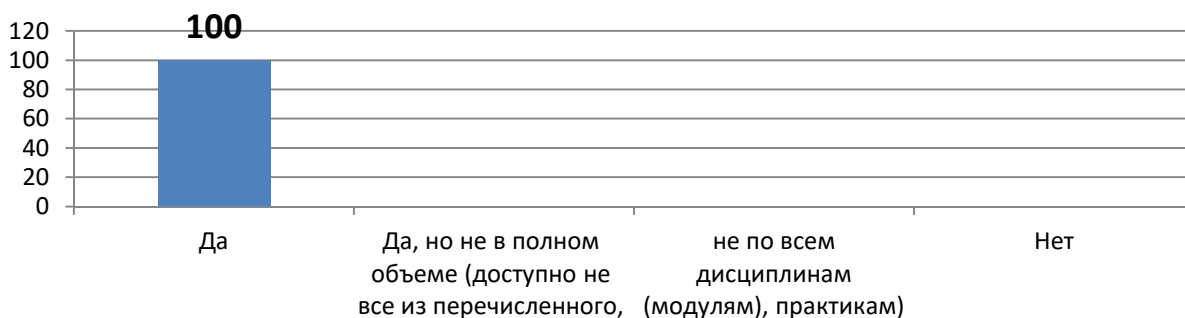 100
120
100
80
60
40
20
0
Да
Да, но не в полном
объеме (доступно не
все из перечисленного,
не по всем
дисциплинам
(модулям), практикам)
Нет